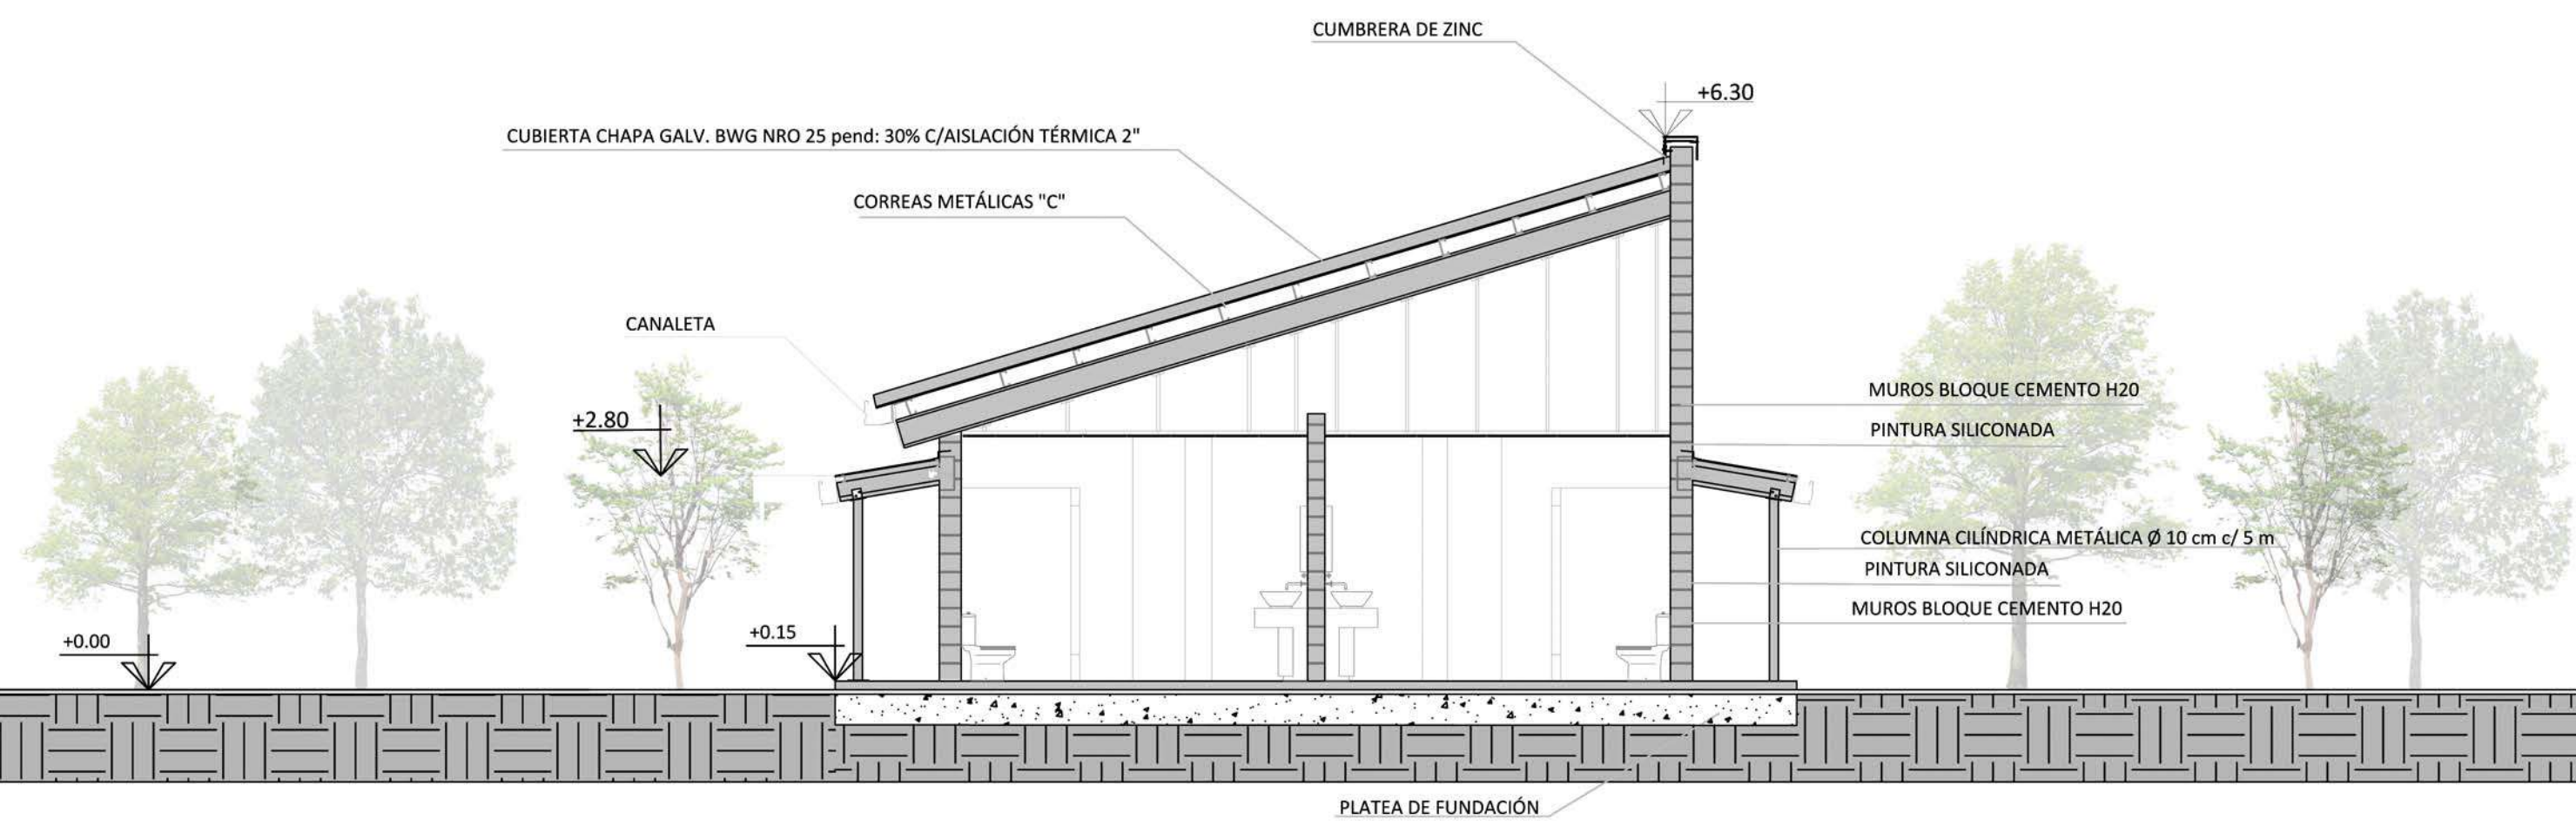 CUMBRERA DE ZINC
+6.30
CUBIERTA CHAPA GALV. BWG NRO 25 pend: 30% C/AISLACIÓN TÉRMICA 2"
CORREAS METÁLICAS "C"
CANALETA
+2.80
MUROS BLOQUE CEMENTO H20
PINTURA SILICONADA
COLUMNA CILÍNDRICA METÁLICA Ø 10 cm c/ 5 m
PINTURA SILICONADA
MUROS BLOQUE CEMENTO H20
+0.15
+0.00
PLATEA DE FUNDACIÓN